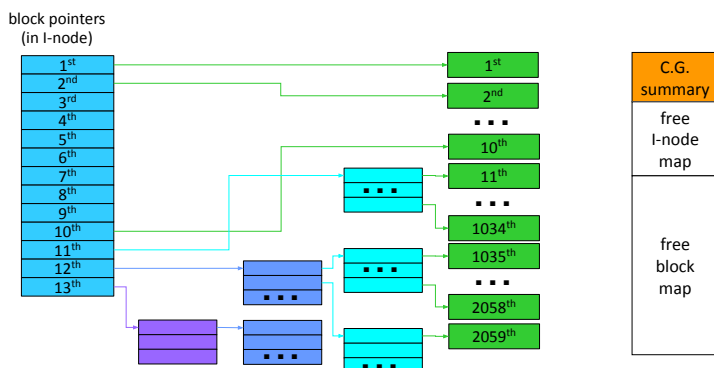 block pointers
(in I-node)
1st
2nd
3rd
4th
5th
6th
7th
8th
9th
10th
11th
12th
13th
...
...
...
...
...
1st
2nd
...
10th
11th
...
1034th
1035th
...
2058th
2059th
C.G.
summary
free
I-node
map
free
block
map